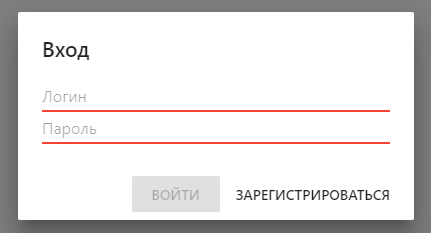 Вход
Логин
Пароль
ВОЙТИ ЗАРЕГИСТРИРОВАТЬСЯ